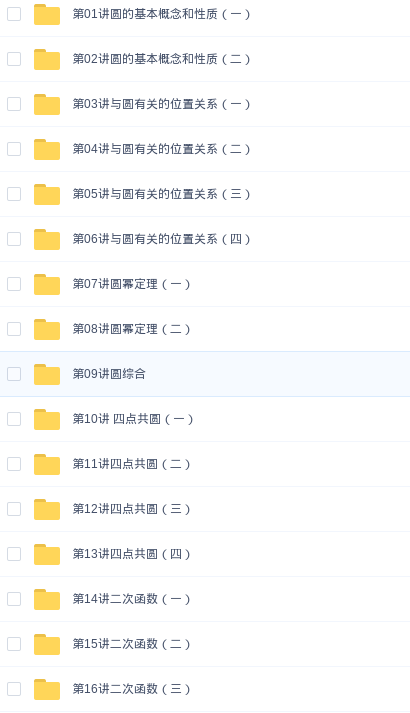 第01讲圆的基本概念和性质（一）
第02讲圆的基本概念和性质（二）
第03讲与圆有关的位置关系（一）
第04讲与圆有关的位置关系（二）
第05讲与圆有关的位置关系（三）
第06讲与圆有关的位置关系（四）
第07讲圆幂定理（一）
第08讲圆幂定理（二）
第09讲圆综合
第10讲 四点共圆（一）
第11讲四点共圆（二）
第12讲四点共圆（三）
第13讲四点共圆（四）
第14讲二次函数（一）
第15讲二次函数（二）
第16讲二次函数（三）